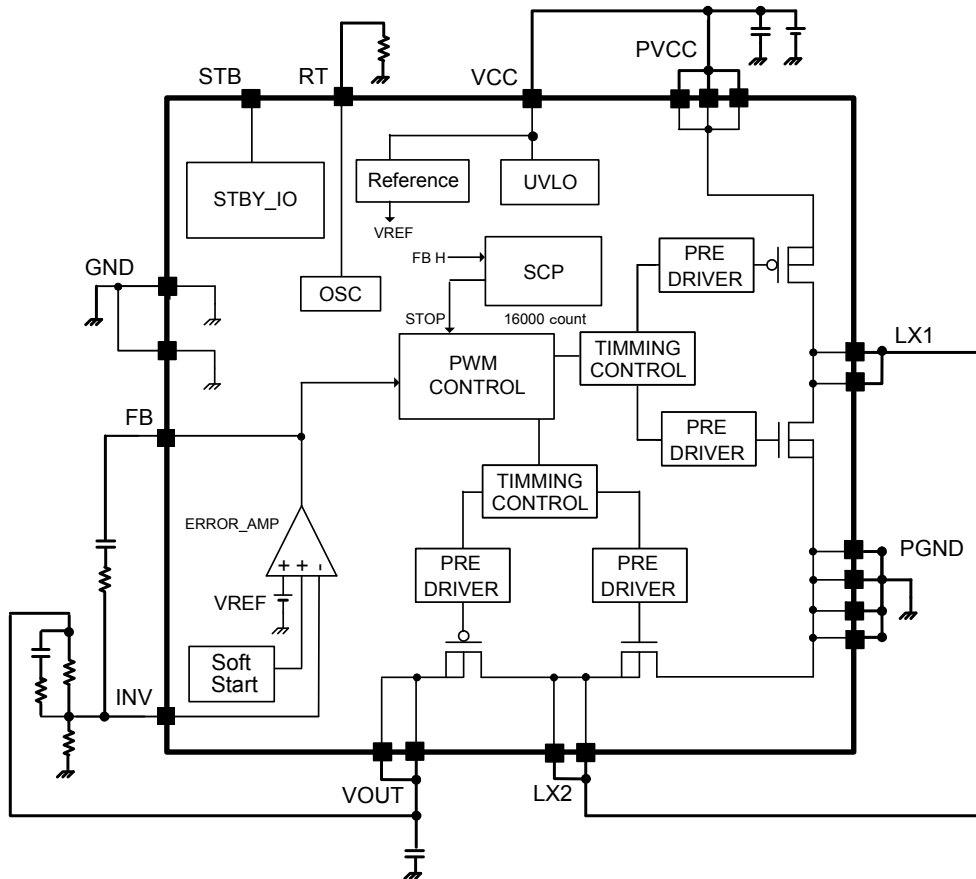 PVCC
STB
RT
VCC
STBY_IO
Reference
UVLO
VREF
GND
OSC
FB H
SCP
STOP
16000 count
PRE
DRIVER
PWM
CONTROL
TIMMING
CONTROL
LX1
FB
PRE
DRIVER
TIMMING
CONTROL
ERROR_AMP
+ + -
PRE
DRIVER
PRE
DRIVER
PGND
VREF
Soft
Start
INV
VOUT
LX2